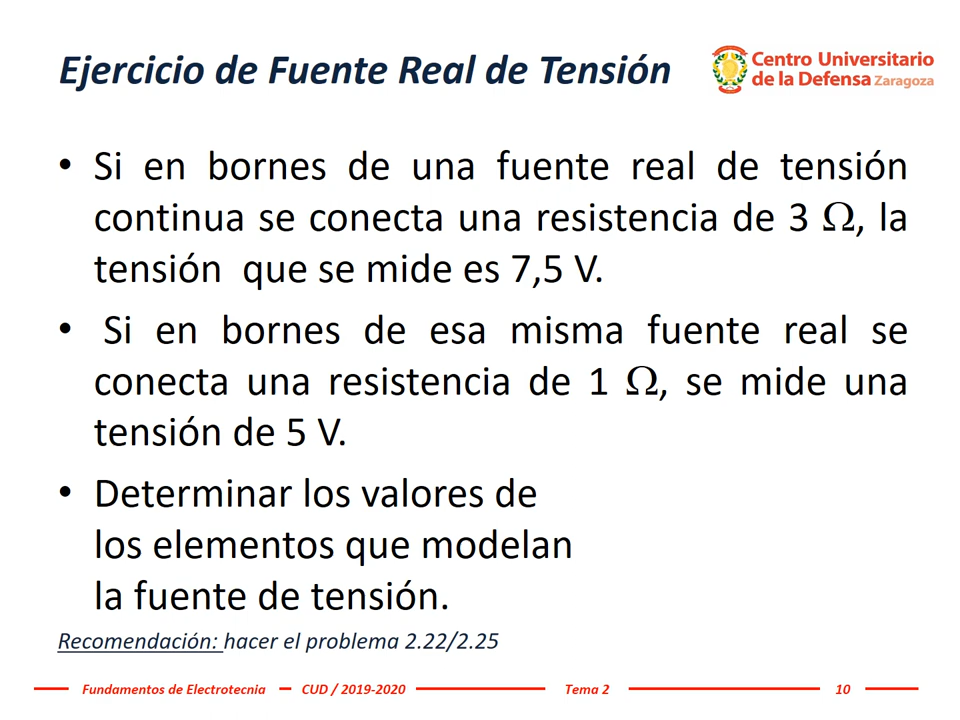 Ejercicio de Fuente Real de Tensión
Centro Universitario
de la Defensa Zaragoza
• Si en bornes de una fuente real de tensión
continua se conecta una resistencia de 3 Ω, la
tensión que se mide es 7,5 V.
• Si en bornes de esa misma fuente real se
conecta una resistencia de 1 Ω, se mide una
tensión de 5 V.
• Determinar los valores de
los elementos que modelan
la fuente de tensión.
Recomendación: hacer el problema 2.22/2.25
Fundamentos de Electrotecnia CUD / 2019-2020 Tema 2 10